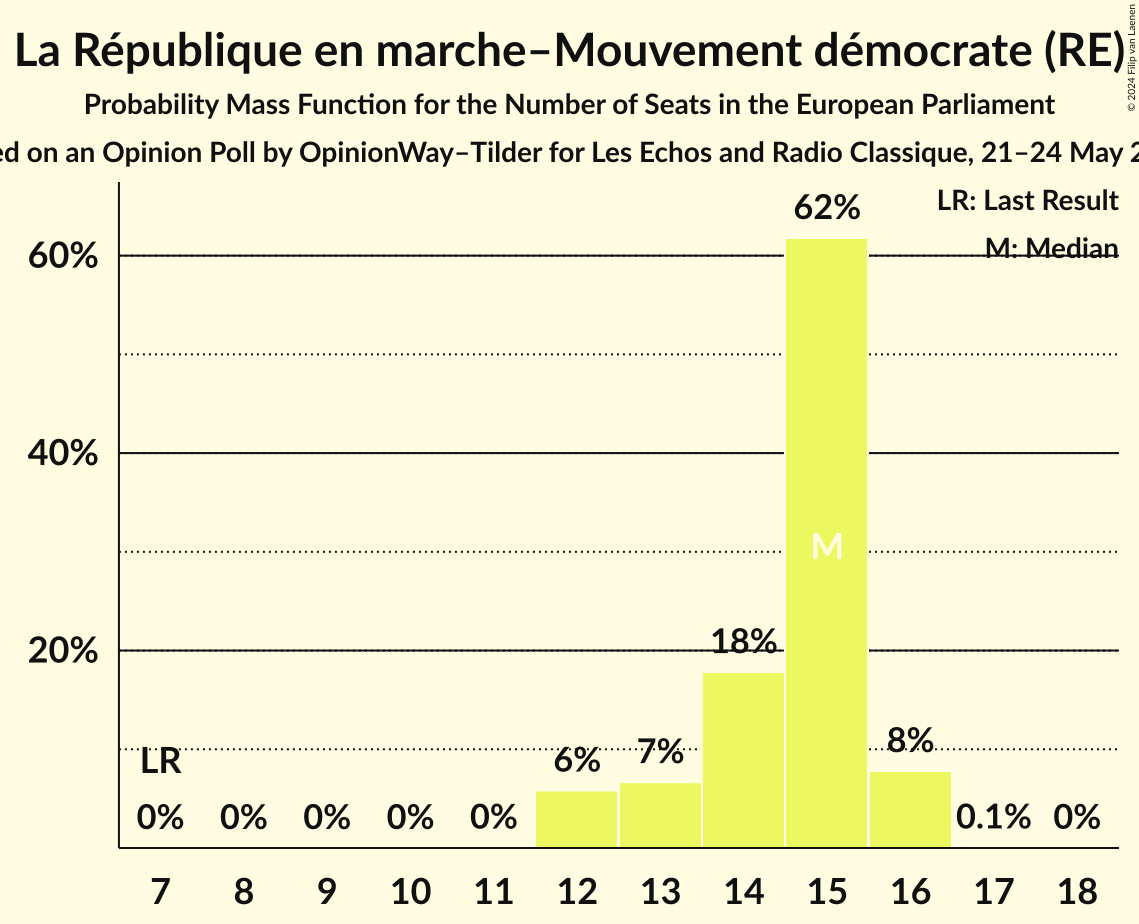 La République en marche–Mouvement démocrate (RE)
© 2024 Filip van Laenen
Probability Mass Function for the Number of Seats in the European Parliament
on an Opinion Poll by OpinionWay–Tilder for Les Echos and Radio Classique, 21–24 May
LR: Last Result
M: Median
62%
60%
40%
M
20%
18%
LR
6%
7%
8%
0%
0%
0%
0%
0%
0.1%
0%
7 8 9 10 11 12 13 14 15 16 17 18